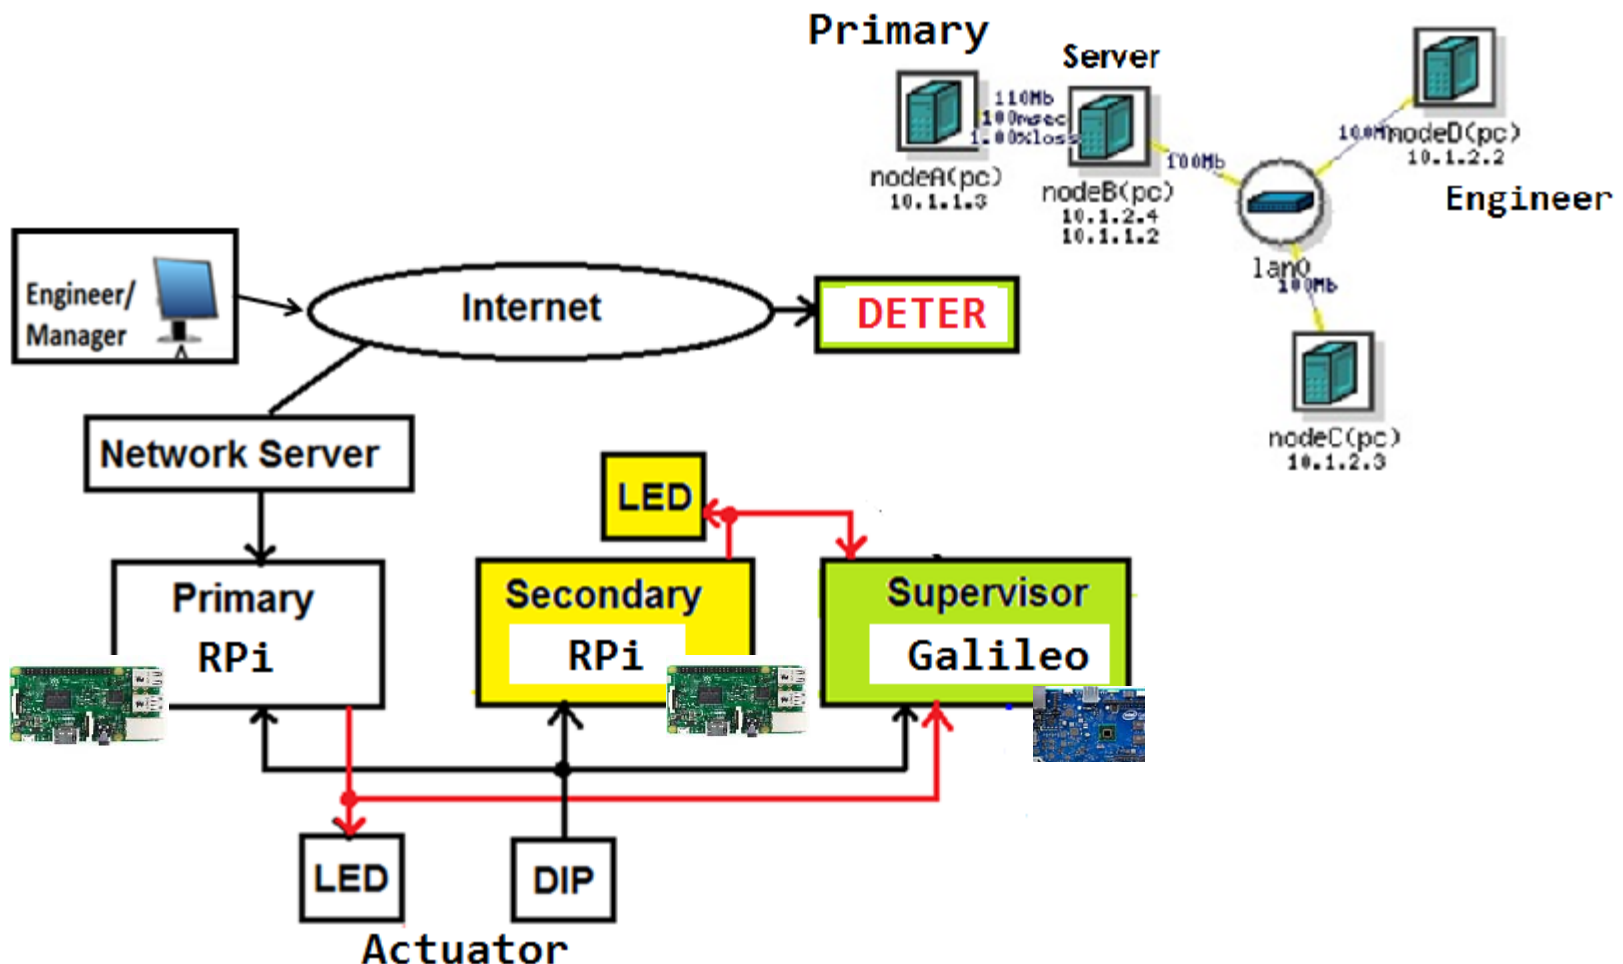 Primary
Server
110Mb
100msec
1.00%loss
nodeA(pc)
10.1.1.3
nodeB(pc)
10.1.2.4
10.1.1.2
100Mb
100Mb
nodeD(pc)
10.1.2.2
Engineer
lan0
100Mb
nodeC(pc)
10.1.2.3
Engineer/
Manager
Internet
DETER
Network Server
LED
Primary
RPi
Secondary
RPi
Supervisor
Galileo
LED
DIP
Actuator